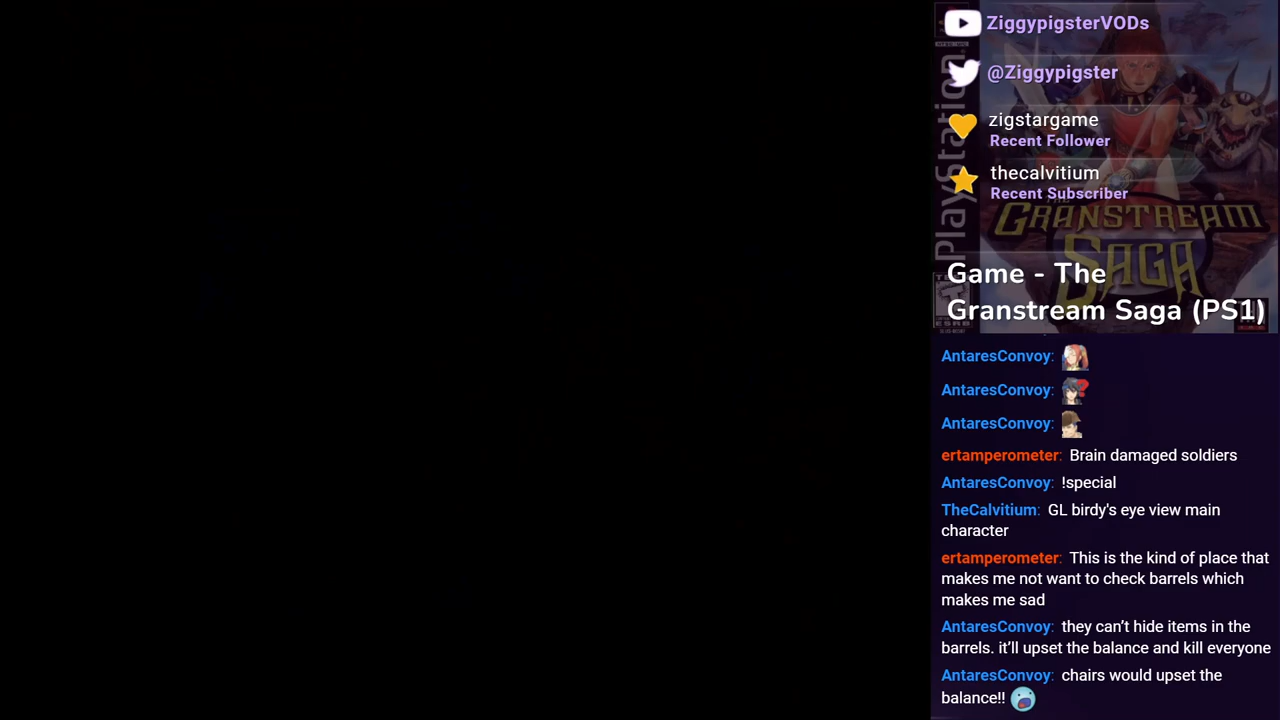 ZiggypigsterVODs
@Ziggypigster
zigstargame
Recent Follower
thecalvitium
Recent Subscriber
PlayStation
GRANSTREAM
SAGA
Game - The
Granstream Saga (PS1)
AntaresConvoy:
AntaresConvoy:
AntaresConvoy:
ertamperometer: Brain damaged soldiers
AntaresConvoy: !special
TheCalvitium: GL birdy's eye view main
character
ertamperometer: This is the kind of place that
makes me not want to check barrels which
makes me sad
AntaresConvoy: they can’t hide items in the
barrels. it’ll upset the balance and kill everyone
AntaresConvoy: chairs would upset the
balance!!